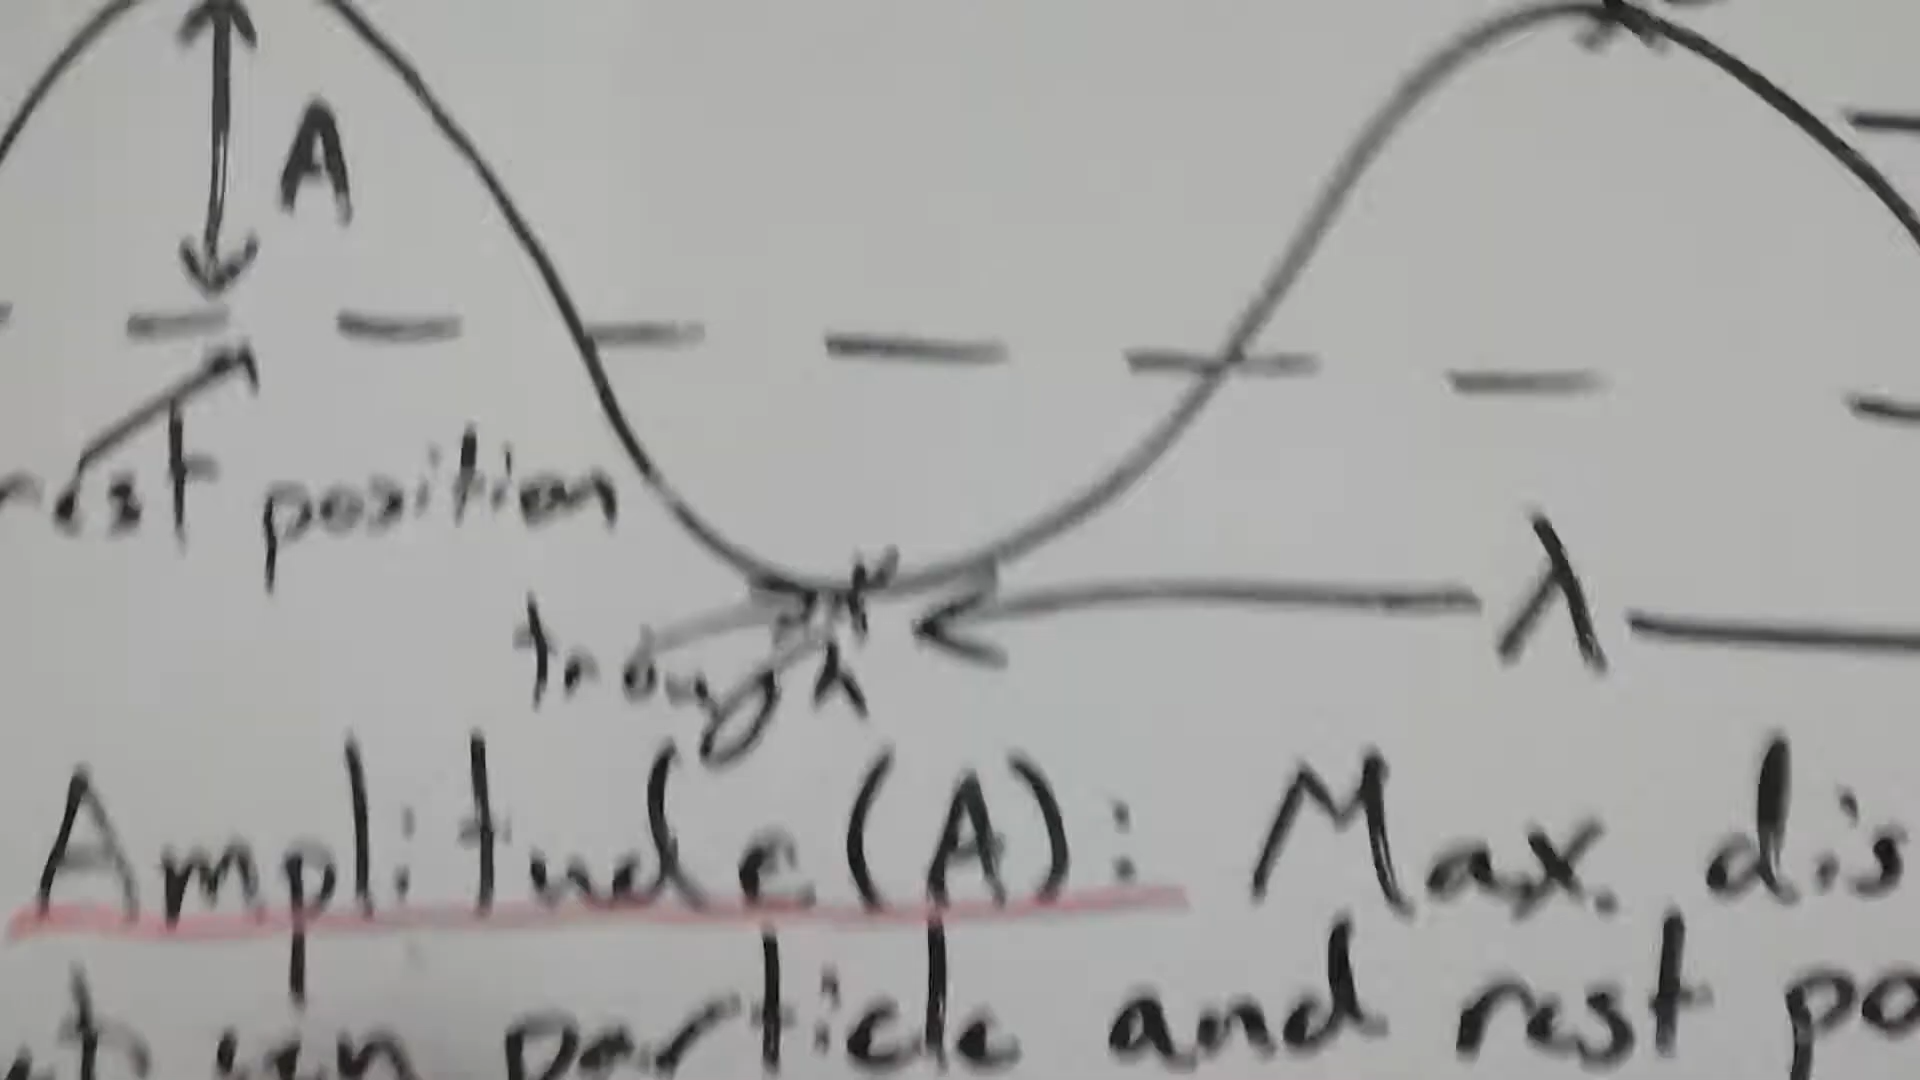 A
rest position
λ
trough
Amplitude (A): Max. dis
particle and rest po